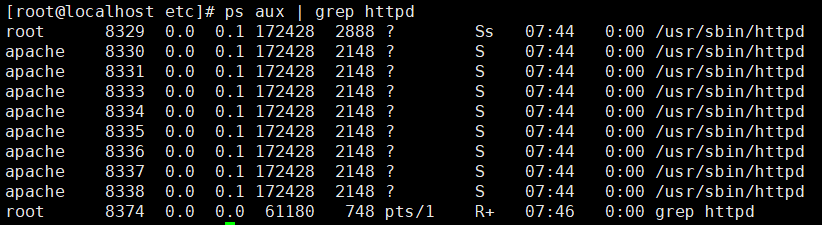 [root@localhost etc]# ps aux | grep httpd
root      8329  0.0  0.1 172428  2888 ?        Ss   07:44   0:00 /usr/sbin/httpd
apache    8330  0.0  0.1 172428  2148 ?        S    07:44   0:00 /usr/sbin/httpd
apache    8331  0.0  0.1 172428  2148 ?        S    07:44   0:00 /usr/sbin/httpd
apache    8333  0.0  0.1 172428  2148 ?        S    07:44   0:00 /usr/sbin/httpd
apache    8334  0.0  0.1 172428  2148 ?        S    07:44   0:00 /usr/sbin/httpd
apache    8335  0.0  0.1 172428  2148 ?        S    07:44   0:00 /usr/sbin/httpd
apache    8336  0.0  0.1 172428  2148 ?        S    07:44   0:00 /usr/sbin/httpd
apache    8337  0.0  0.1 172428  2148 ?        S    07:44   0:00 /usr/sbin/httpd
apache    8338  0.0  0.1 172428  2148 ?        S    07:44   0:00 /usr/sbin/httpd
root      8374  0.0  0.0  61180   748 pts/1    R+   07:46   0:00 grep httpd